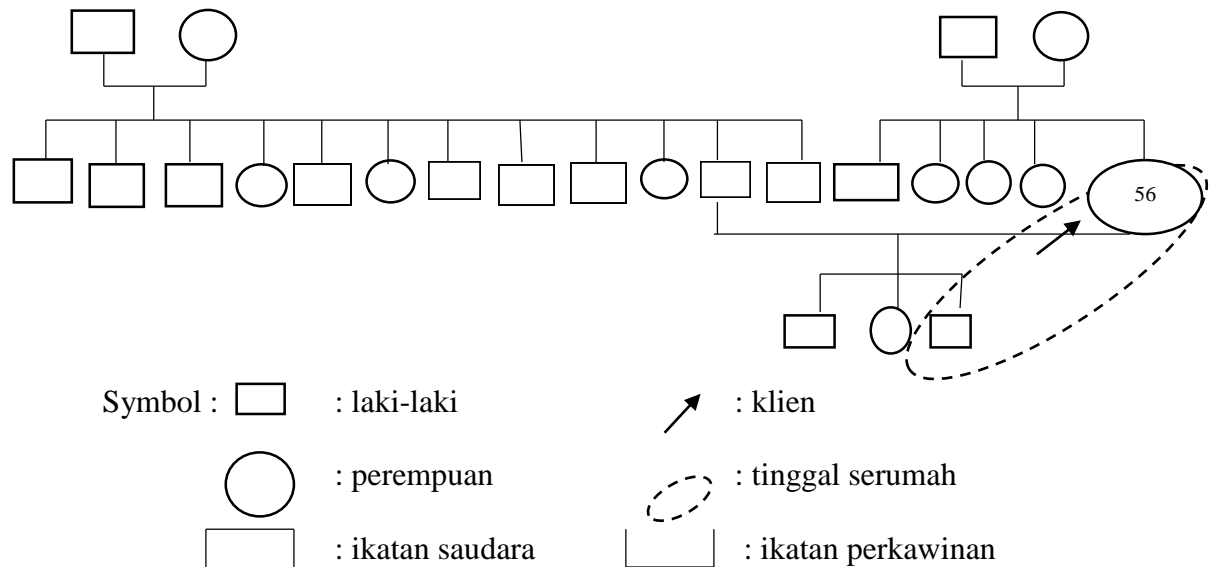 56
Symbol : : laki-laki : klien
: perempuan : tinggal serumah
: ikatan saudara : ikatan perkawinan